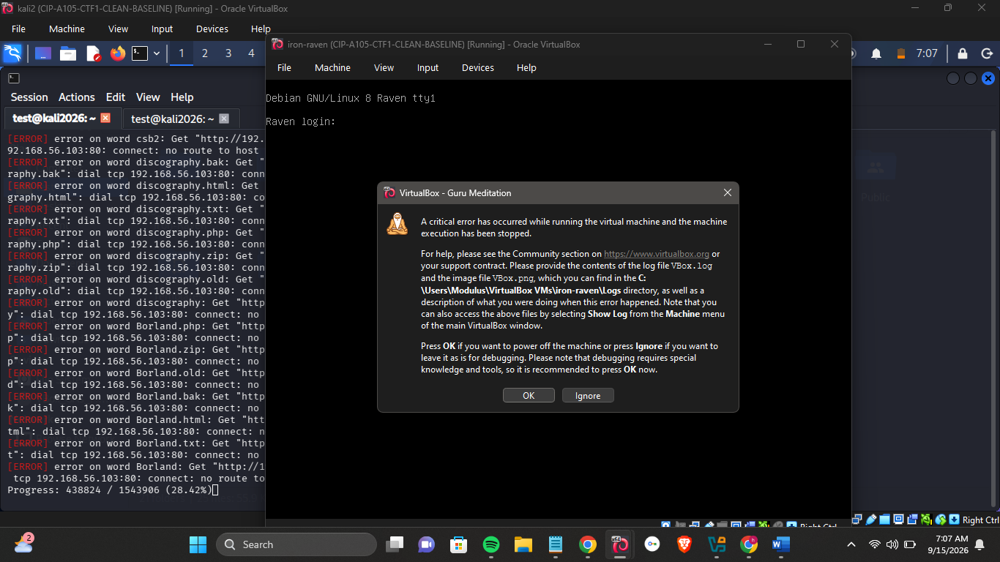 kali2 (CIP-A105-CTF1-CLEAN-BASELINE) [Running] - Oracle VirtualBox
File Machine View Input Devices Help
1 2 3 4
7:07
Session Actions Edit View Help
test@kali2026: ~ test@kali2026: ~
[ERROR] error on word csb2: Get "http://192.
92.168.56.103:80: connect: no route to host
[ERROR] error on word discography.bak: Get "
raphy.bak": dial tcp 192.168.56.103:80: conn
[ERROR] error on word discography.html: Get
graphy.html": dial tcp 192.168.56.103:80: co
[ERROR] error on word discography.txt: Get "
raphy.txt": dial tcp 192.168.56.103:80: conn
[ERROR] error on word discography.php: Get "
raphy.php": dial tcp 192.168.56.103:80: conn
[ERROR] error on word discography.zip: Get "
raphy.zip": dial tcp 192.168.56.103:80: conn
[ERROR] error on word discography.old: Get "
raphy.old": dial tcp 192.168.56.103:80: conn
[ERROR] error on word discography: Get "http
y": dial tcp 192.168.56.103:80: connect: no
[ERROR] error on word Borland.php: Get "http
p": dial tcp 192.168.56.103:80: connect: no
[ERROR] error on word Borland.zip: Get "http
p": dial tcp 192.168.56.103:80: connect: no
[ERROR] error on word Borland.old: Get "http
d": dial tcp 192.168.56.103:80: connect: no
[ERROR] error on word Borland.bak: Get "http
k": dial tcp 192.168.56.103:80: connect: no
[ERROR] error on word Borland.html: Get "htt
tml": dial tcp 192.168.56.103:80: connect: n
[ERROR] error on word Borland.txt: Get "http
t": dial tcp 192.168.56.103:80: connect: no
[ERROR] error on word Borland: Get "http://1
tcp 192.168.56.103:80: connect: no route to
Progress: 438824 / 1543906 (28.42%)
iron-raven (CIP-A105-CTF1-CLEAN-BASELINE) [Running] - Oracle VirtualBox
File Machine View Input Devices Help
Debian GNU/Linux 8 Raven tty1
Raven login:
VirtualBox - Guru Meditation
A critical error has occurred while running the virtual machine and the machine
execution has been stopped.
For help, please see the Community section on https://www.virtualbox.org or
your support contract. Please provide the contents of the log file VBox.log
and the image file VBox.png, which you can find in the C:
\Users\Modulus\VirtualBox VMs\iron-raven\Logs directory, as well as a
description of what you were doing when this error happened. Note that you
can also access the above files by selecting Show Log from the Machine menu
of the main VirtualBox window.
Press OK if you want to power off the machine or press Ignore if you want to
leave it as is for debugging. Please note that debugging requires special
knowledge and tools, so it is recommended to press OK now.
OK Ignore
Public
Right Ctrl
Right Ctrl
2
Search
7:07 AM
9/15/2026